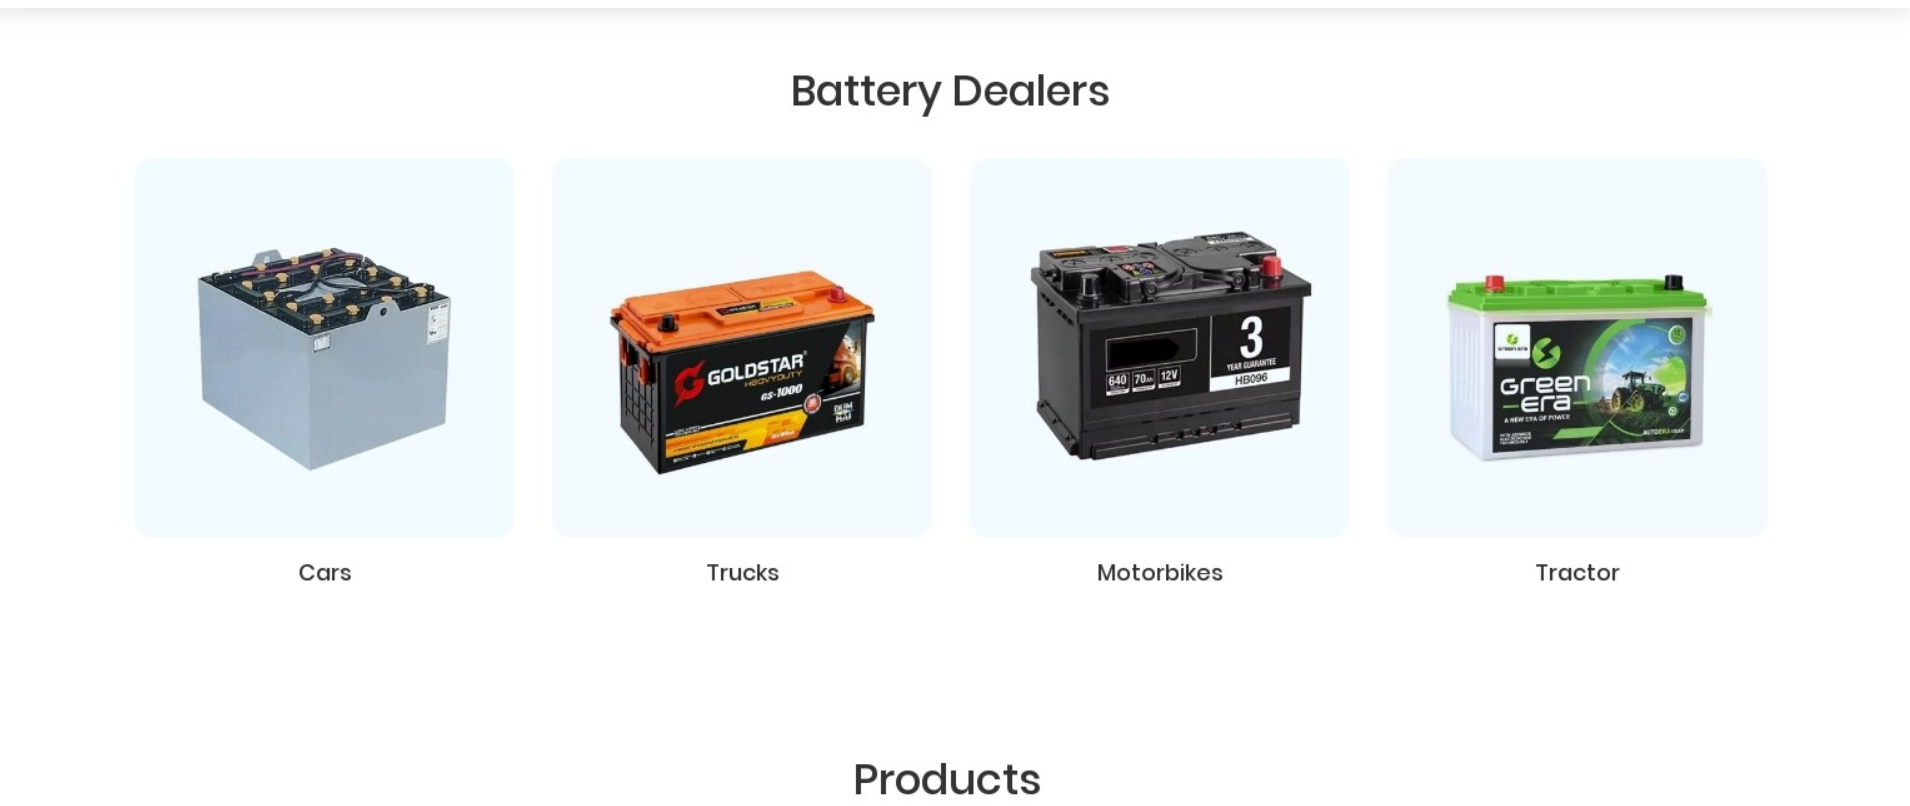 Battery Dealers
GOLDSTAR
HEAVYDUTY
GS-1000
3
YEAR GUARANTEE
640 70Ah 12V
HB096
Green
era
A NEW ERA OF POWER
Cars
Trucks
Motorbikes
Tractor
Products